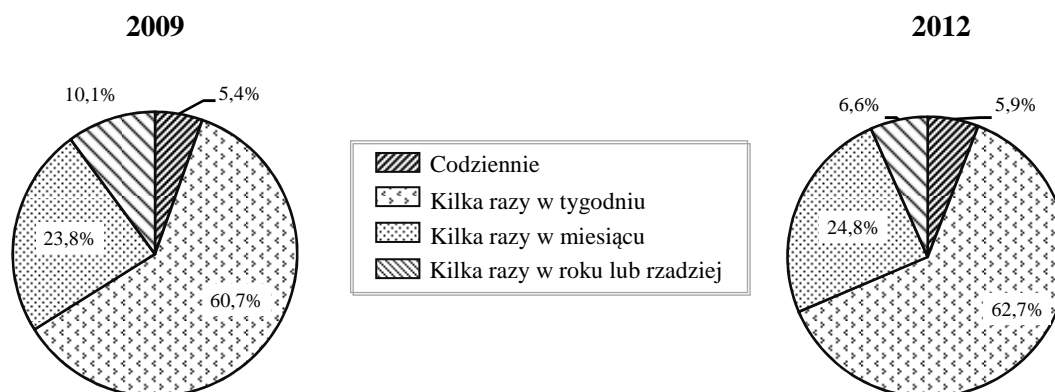 2009
2012
10,1%
5,4%
23,8%
60,7%
Codziennie
Kilka razy w tygodniu
Kilka razy w miesiącu
Kilka razy w roku lub rzadziej
6,6%
5,9%
24,8%
62,7%